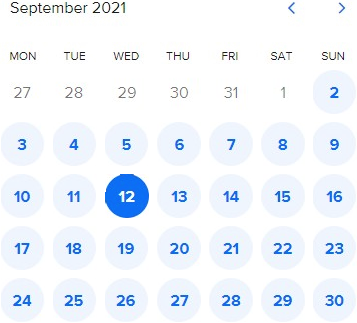 September 2021
MON TUE WED THU FRI SAT SUN
27 28 29 30 31 1 2
3 4 5 6 7 8 9
10 11 12 13 14 15 16
17 18 19 20 21 22 23
24 25 26 27 28 29 30